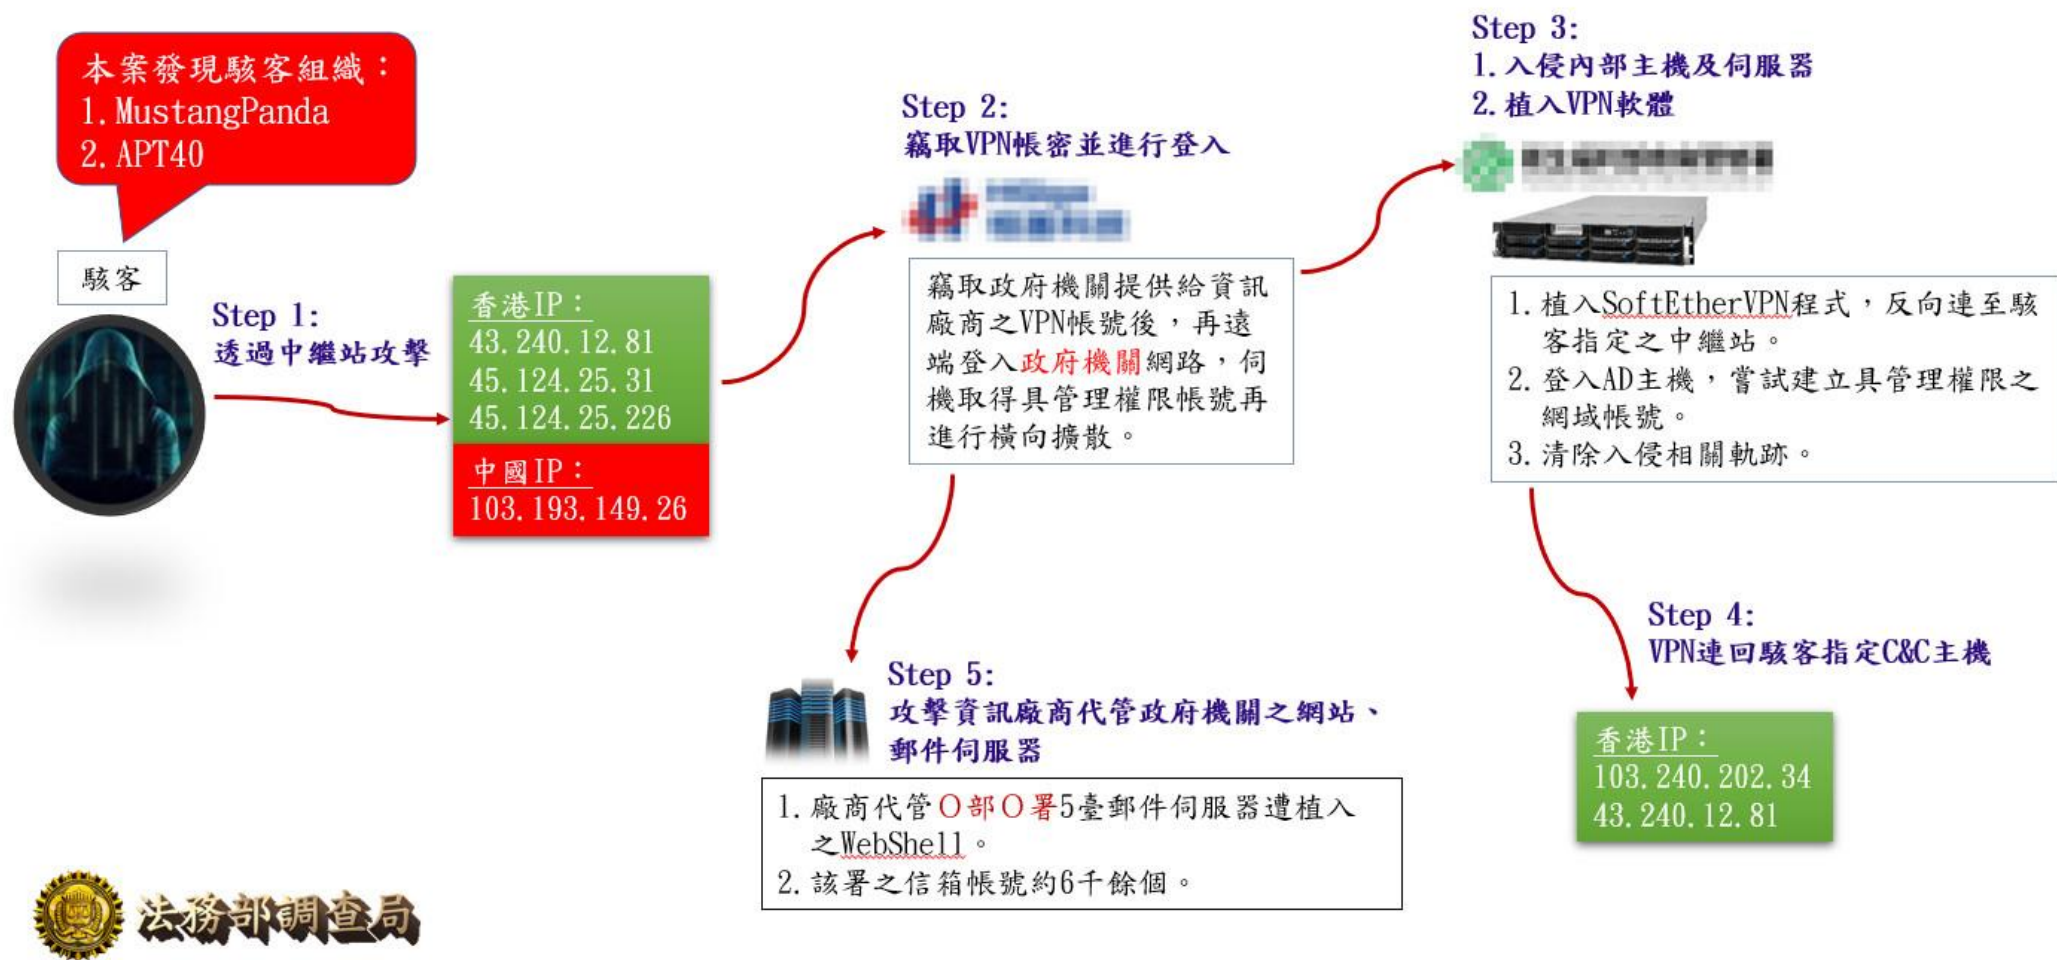 本案發現駭客組織：
1.MustangPanda
2.APT40
駭客
Step 1:
透過中繼站攻擊
香港IP：
43.240.12.81
45.124.25.31
45.124.25.226
中國IP：
103.193.149.26
Step 2:
竊取VPN帳密並進行登入
竊取政府機關提供給資訊
廠商之VPN帳號後，再遠
端登入政府機關網路，伺
機取得具管理權限帳號再
進行橫向擴散。
Step 3:
1.入侵內部主機及伺服器
2.植入VPN軟體
1.植入SoftEtherVPN程式，反向連至駭
客指定之中繼站。
2.登入AD主機，嘗試建立具管理權限之
網域帳號。
3.清除入侵相關軌跡。
Step 4:
VPN連回駭客指定C&C主機
香港IP：
103.240.202.34
43.240.12.81
Step 5:
攻擊資訊廠商代管政府機關之網站、
郵件伺服器
1.廠商代管〇部〇署5臺郵件伺服器遭植入
之WebShell。
2.該署之信箱帳號約6千餘個。
法務部調查局